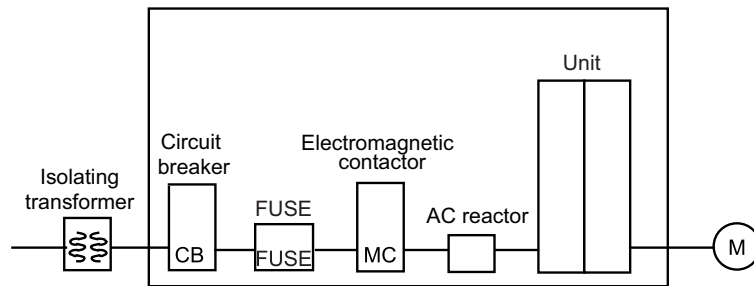 Unit
Circuit
breaker
Electromagnetic
contactor
Isolating
transformer
FUSE
AC reactor
CB
FUSE
MC
M